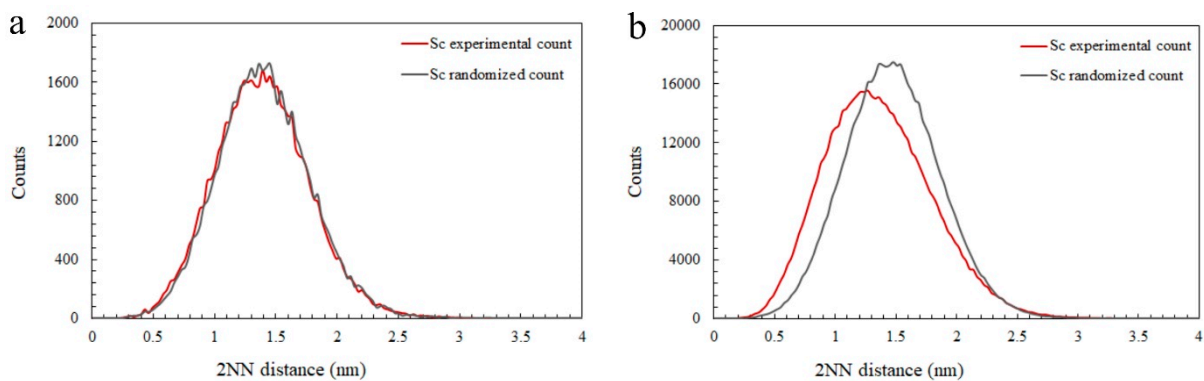 a
2000
1600
1200
800
400
0
Counts
Sc experimental count
Sc randomized count
0 0.5 1 1.5 2 2.5 3 3.5 4
2NN distance (nm)
b
20000
16000
12000
8000
4000
0
Counts
Sc experimental count
Sc randomized count
0 0.5 1 1.5 2 2.5 3 3.5 4
2NN distance (nm)